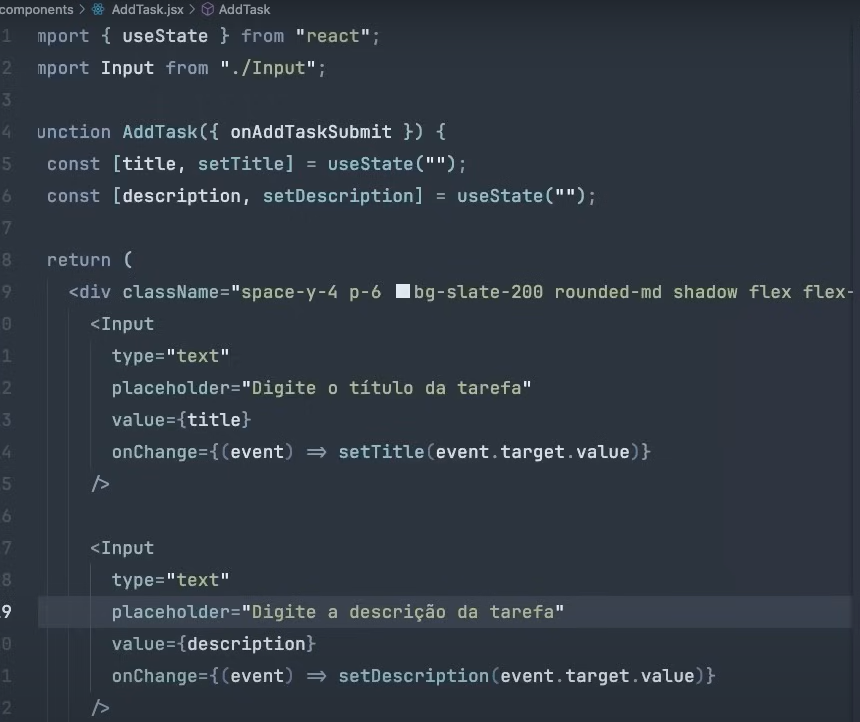 components > AddTask.jsx > AddTask
1 mport { useState } from "react";
2 mport Input from "./Input";
3
4 unction AddTask({ onAddTaskSubmit }) {
5 const [title, setTitle] = useState("");
6 const [description, setDescription] = useState("");
7
8 return (
9 <div className="space-y-4 p-6 bg-slate-200 rounded-md shadow flex flex-
0 <Input
1 type="text"
2 placeholder="Digite o título da tarefa"
3 value={title}
4 onChange={(event) => setTitle(event.target.value)}
5 />
6
7 <Input
8 type="text"
9 placeholder="Digite a descrição da tarefa"
0 value={description}
1 onChange={(event) => setDescription(event.target.value)}
2 />